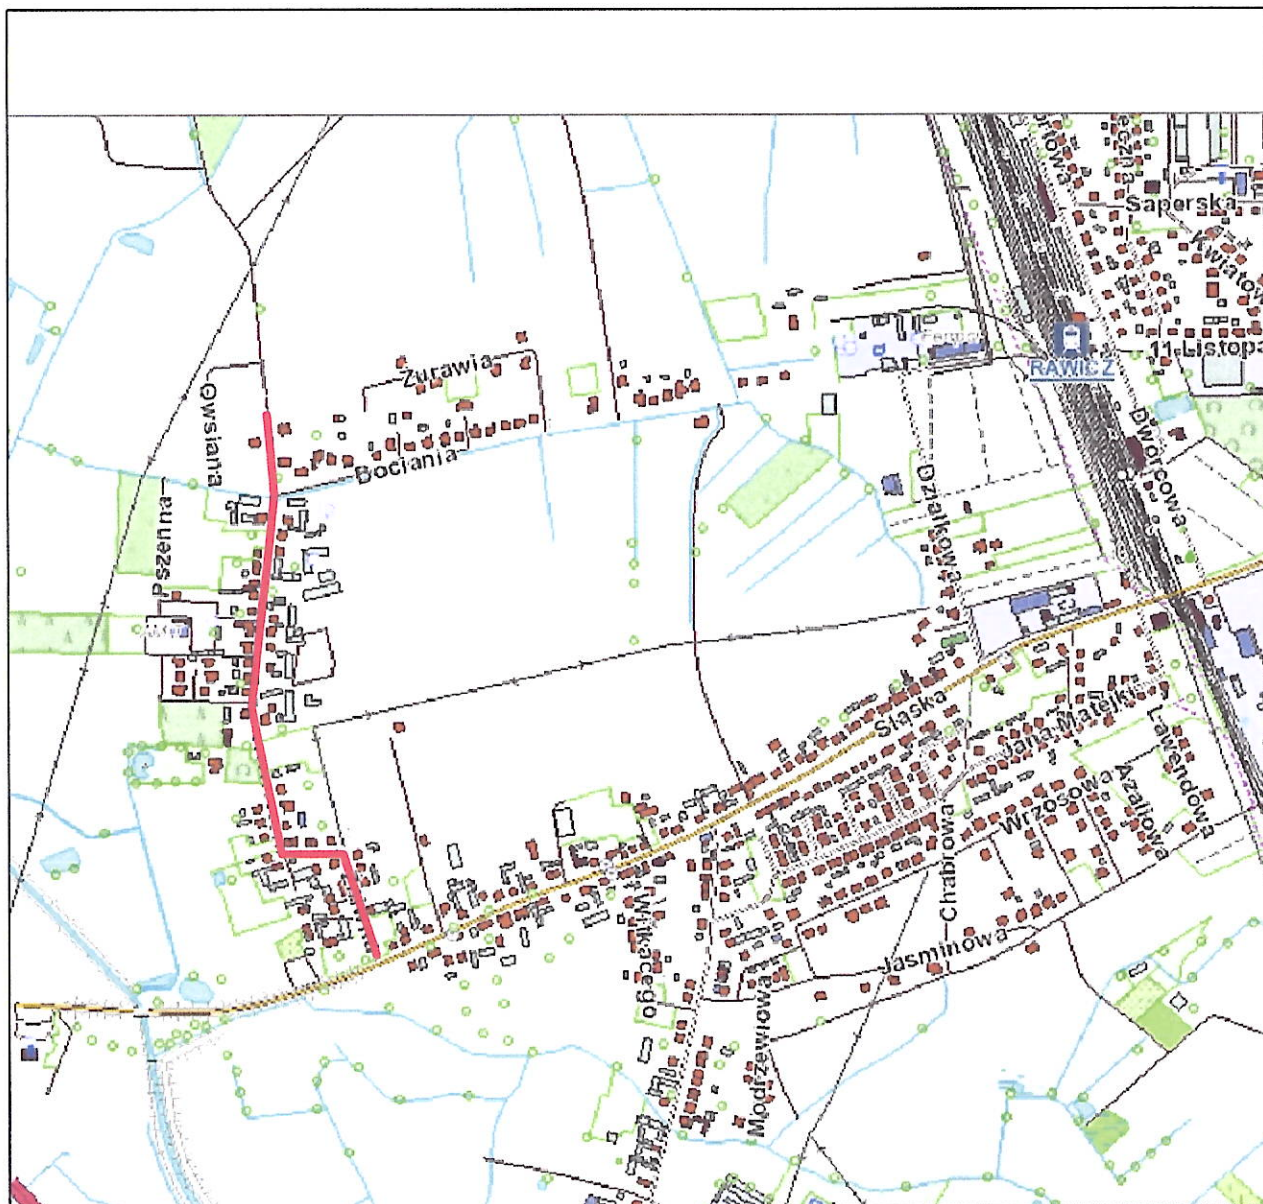 Saperska
Kwiatow
11 Listopa
RAWICZ
Żurawia
Owsiana
Bociania
Pszenna
Działkowa
Dworcowa
Śląska
Jana Matejki
Lawendowa
Azaliowa
Wrzosowa
Chabrowa
Jaśminowa
Witkacego
Modrzewiowa